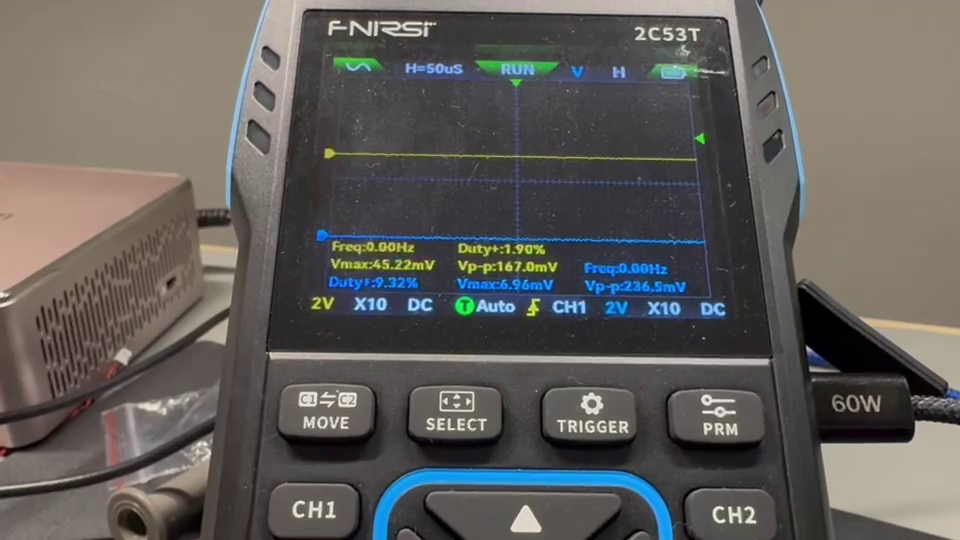 FNIRSI
2C53T
H=50uS RUN V H
Freq:0.00Hz Duty+:1.90%
Vmax:45.22mV Vp-p:167.0mV Freq:0.00Hz
Duty+:9.32% Vmax:6.96mV Vp-p:236.5mV
2V X10 DC T Auto CH1 2V X10 DC
C1 C2
MOVE SELECT TRIGGER PRM
60W
CH1 CH2